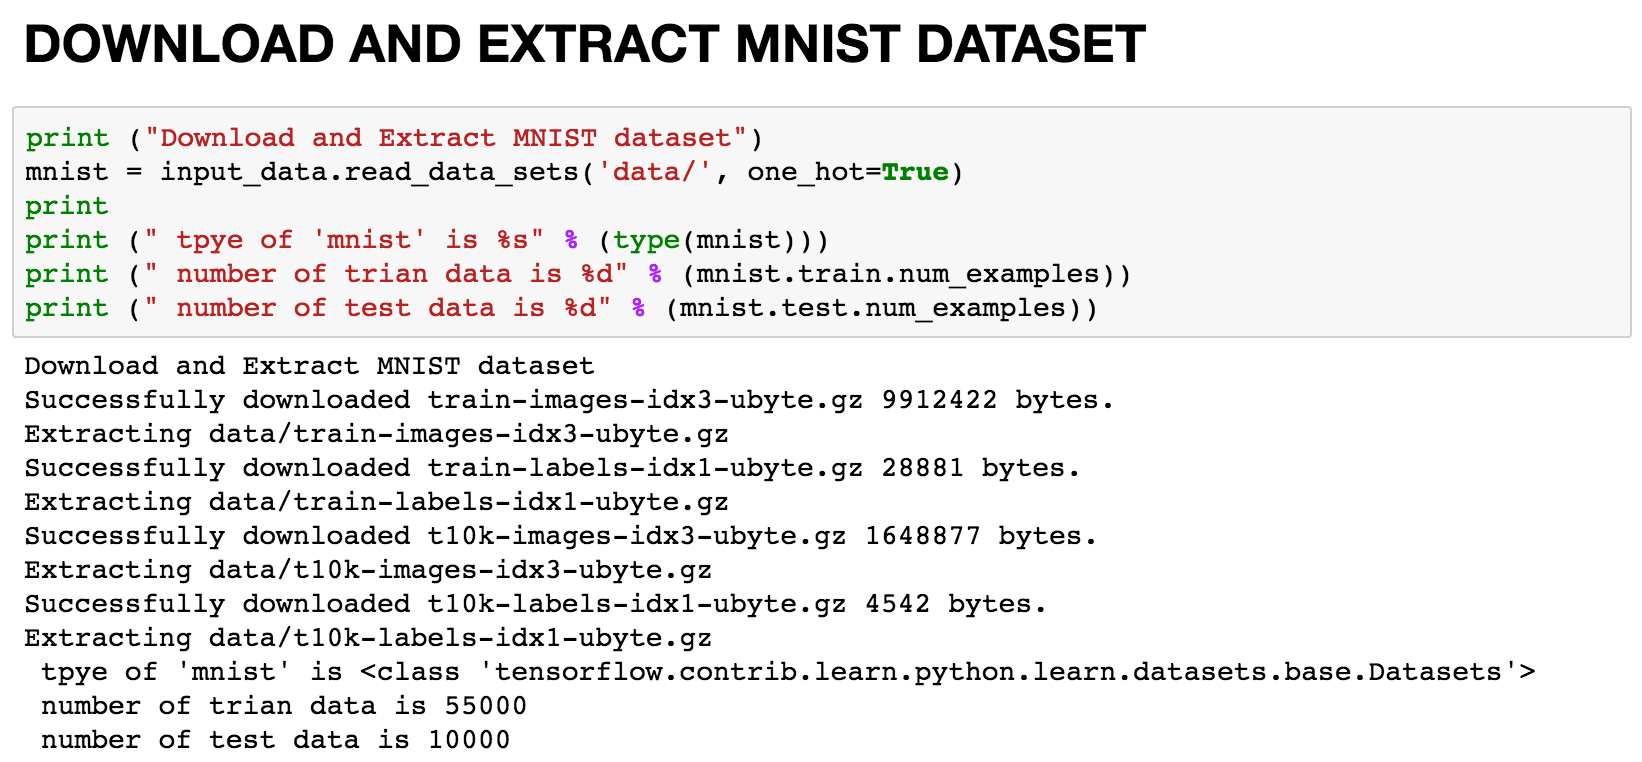 DOWNLOAD AND EXTRACT MNIST DATASET
print ("Download and Extract MNIST dataset")
mnist = input_data.read_data_sets('data/', one_hot=True)
print
print (" tpye of 'mnist' is %s" % (type(mnist)))
print (" number of trian data is %d" % (mnist.train.num_examples))
print (" number of test data is %d" % (mnist.test.num_examples))
Download and Extract MNIST dataset
Successfully downloaded train-images-idx3-ubyte.gz 9912422 bytes.
Extracting data/train-images-idx3-ubyte.gz
Successfully downloaded train-labels-idx1-ubyte.gz 28881 bytes.
Extracting data/train-labels-idx1-ubyte.gz
Successfully downloaded t10k-images-idx3-ubyte.gz 1648877 bytes.
Extracting data/t10k-images-idx3-ubyte.gz
Successfully downloaded t10k-labels-idx1-ubyte.gz 4542 bytes.
Extracting data/t10k-labels-idx1-ubyte.gz
 tpye of 'mnist' is <class 'tensorflow.contrib.learn.python.learn.datasets.base.Datasets'>
 number of trian data is 55000
 number of test data is 10000